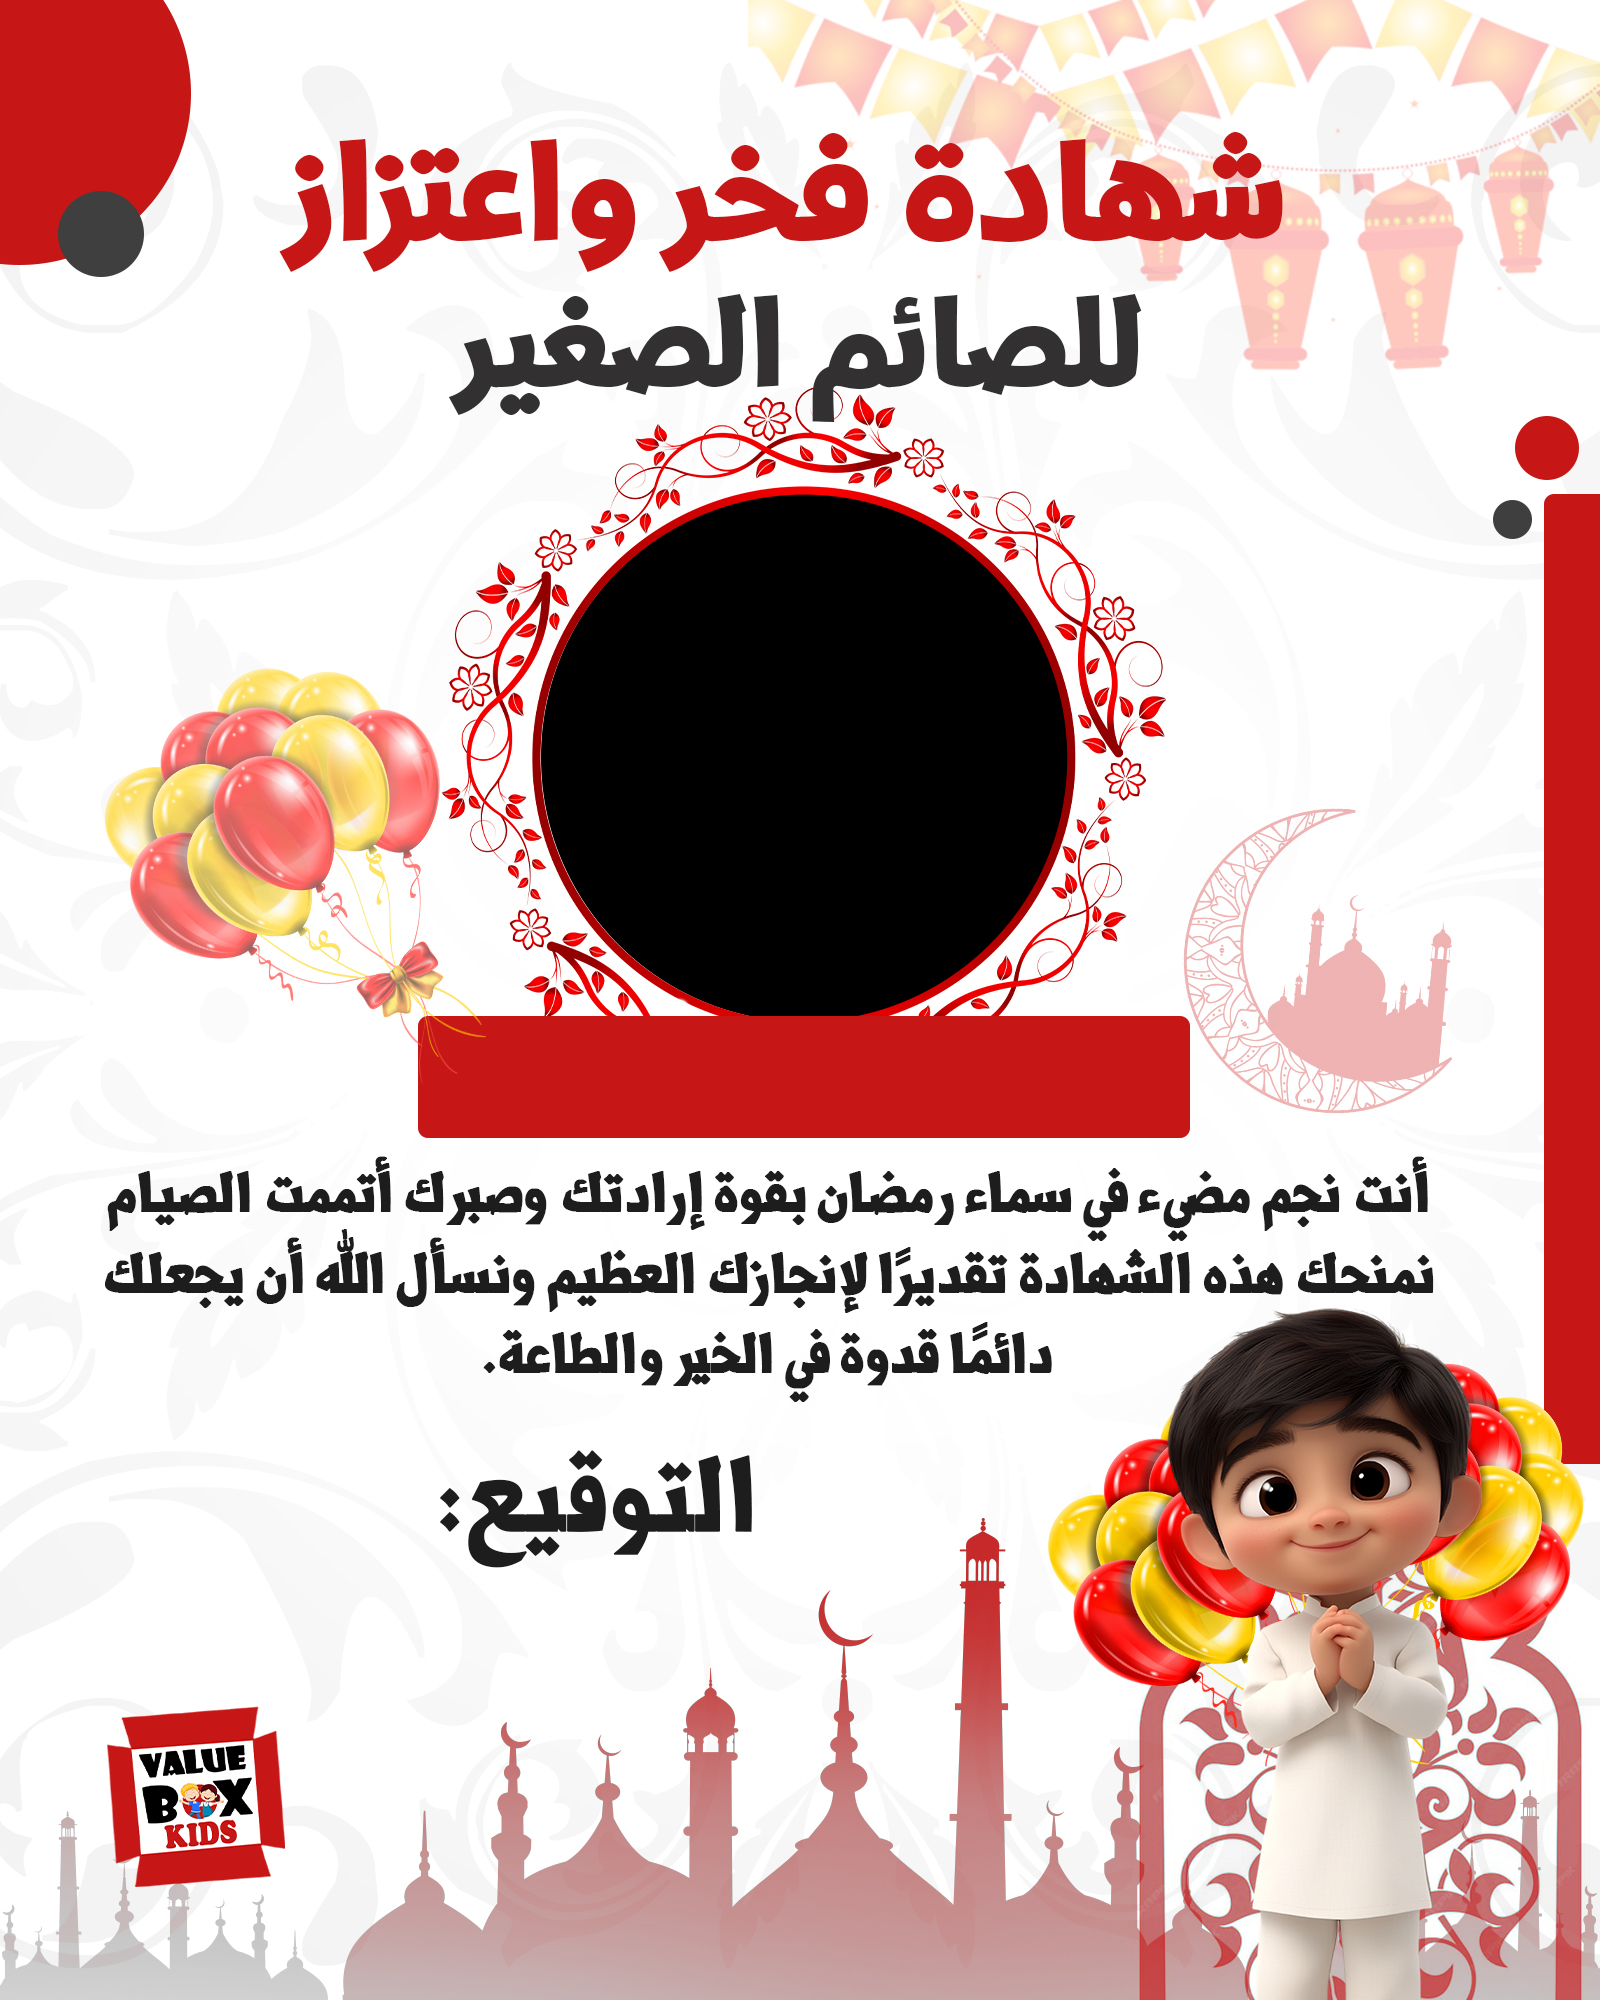 شهادة فخر واعتزاز
للصائم الصغير
أنت نجم مضيء في سماء رمضان بقوة إرادتك وصبرك أتممت الصيام
نمنحك هذه الشهادة تقديرًا لإنجازك العظيم ونسأل الله أن يجعلك
دائمًا قدوة في الخير والطاعة.
التوقيع:
VALUE
BOX
KIDS